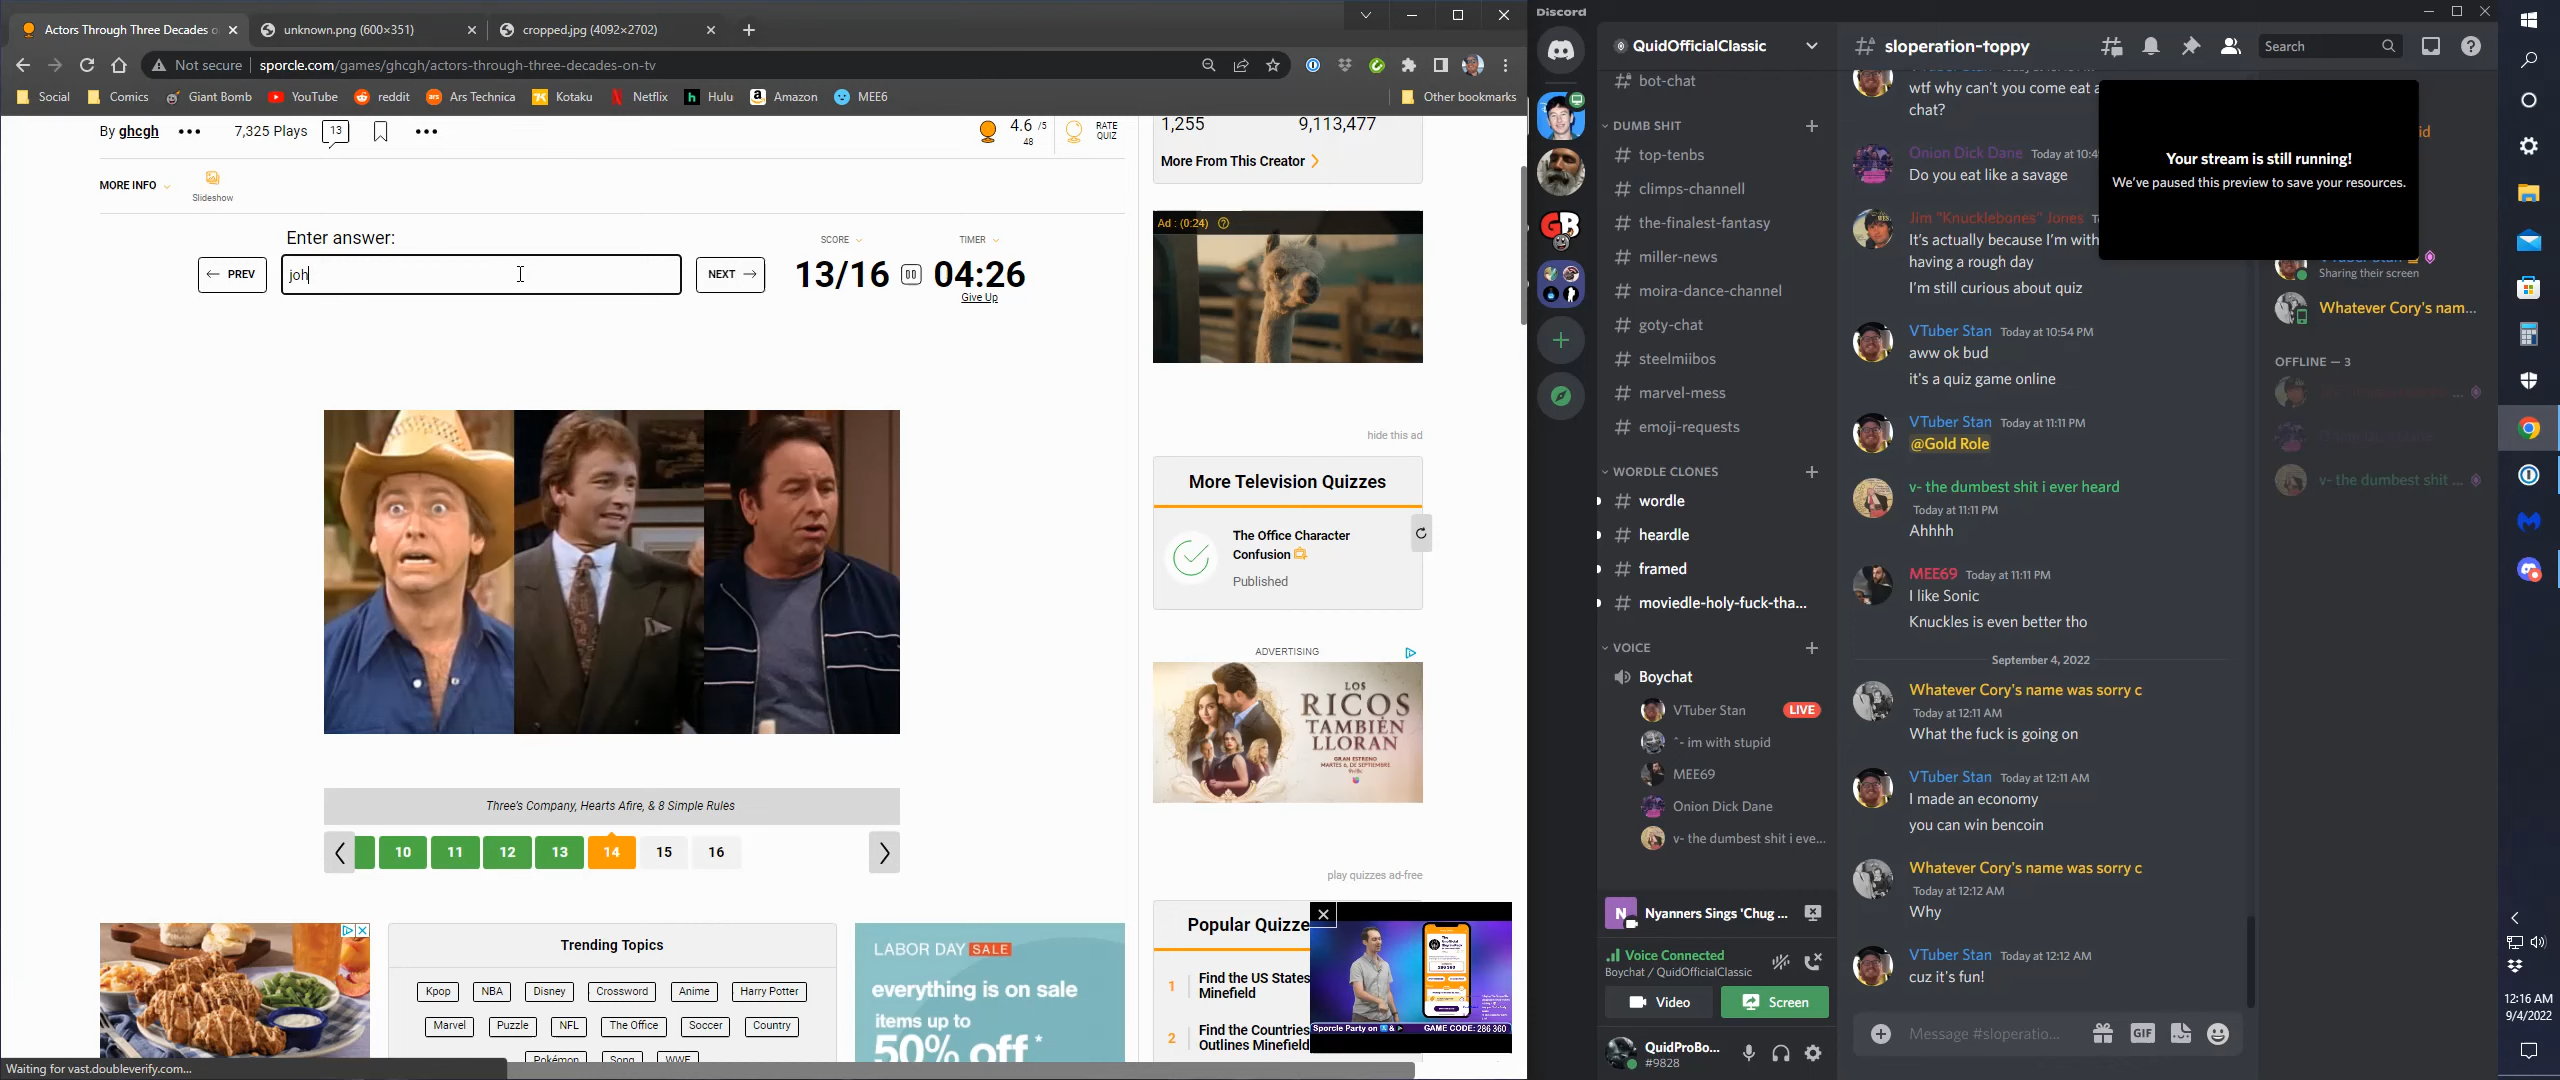 Actors Through Three Decades o
unknown.png (600×351)
cropped.jpg (4092×2702)
Not secure
sporcle.com/games/ghcgh/actors-through-three-decades-on-tv
Social
Comics
Giant Bomb
YouTube
reddit
Ars Technica
Kotaku
Netflix
Hulu
Amazon
MEE6
Other bookmarks
By ghcgh
7,325 Plays
13
4.6 /5
48
RATE
QUIZ
MORE INFO
Slideshow
Enter answer:
PREV
joh
NEXT
SCORE
13/16
TIMER
04:26
Give Up
Three's Company, Hearts Afire, & 8 Simple Rules
10
11
12
13
14
15
16
Trending Topics
Kpop
NBA
Disney
Crossword
Anime
Harry Potter
Marvel
Puzzle
NFL
The Office
Soccer
Country
Pokémon
Song
WWE
LABOR DAY SALE
everything is on sale
items up to
50% off *
Waiting for vast.doubleverify.com...
1,255
9,113,477
More From This Creator
Ad : (0:24)
hide this ad
More Television Quizzes
The Office Character
Confusion
Published
ADVERTISING
LOS
RICOS
TAMBIÉN
LLORAN
GRAN ESTRENO
MARTES 6, DE SEPTIEMBRE
play quizzes ad-free
Popular Quizze
1
Find the US States
Minefield
2
Find the Countries
Outlines Minefield
Sporcle Party on
GAME CODE: 286 360
Discord
QuidOfficialClassic
bot-chat
DUMB SHIT
top-tenbs
climps-channell
the-finalest-fantasy
miller-news
moira-dance-channel
goty-chat
steelmiibos
marvel-mess
emoji-requests
WORDLE CLONES
wordle
heardle
framed
moviedle-holy-fuck-tha...
VOICE
Boychat
VTuber Stan
LIVE
^- im with stupid
MEE69
Onion Dick Dane
v- the dumbest shit i eve...
N
Nyanners Sings 'Chug ...
Voice Connected
Boychat / QuidOfficialClassic
Video
Screen
QuidProBo...
#9828
sloperation-toppy
Search
wtf why can't you come eat a
chat?
Onion Dick Dane Today at 10:4
Do you eat like a savage
Jim "Knucklebones" Jones
It's actually because I'm with
having a rough day
I'm still curious about quiz
VTuber Stan Today at 10:54 PM
aww ok bud
it's a quiz game online
VTuber Stan Today at 11:11 PM
@Gold Role
v- the dumbest shit i ever heard
Today at 11:11 PM
Ahhhh
MEE69 Today at 11:11 PM
I like Sonic
Knuckles is even better tho
September 4, 2022
Whatever Cory's name was sorry c
Today at 12:11 AM
What the fuck is going on
VTuber Stan Today at 12:11 AM
I made an economy
you can win bencoin
Whatever Cory's name was sorry c
Today at 12:12 AM
Why
VTuber Stan Today at 12:12 AM
cuz it's fun!
Message #sloperatio...
GIF
Your stream is still running!
We've paused this preview to save your resources.
id
Sharing their screen
Whatever Cory's nam...
OFFLINE — 3
v- the dumbest shit ...
12:16 AM
9/4/2022